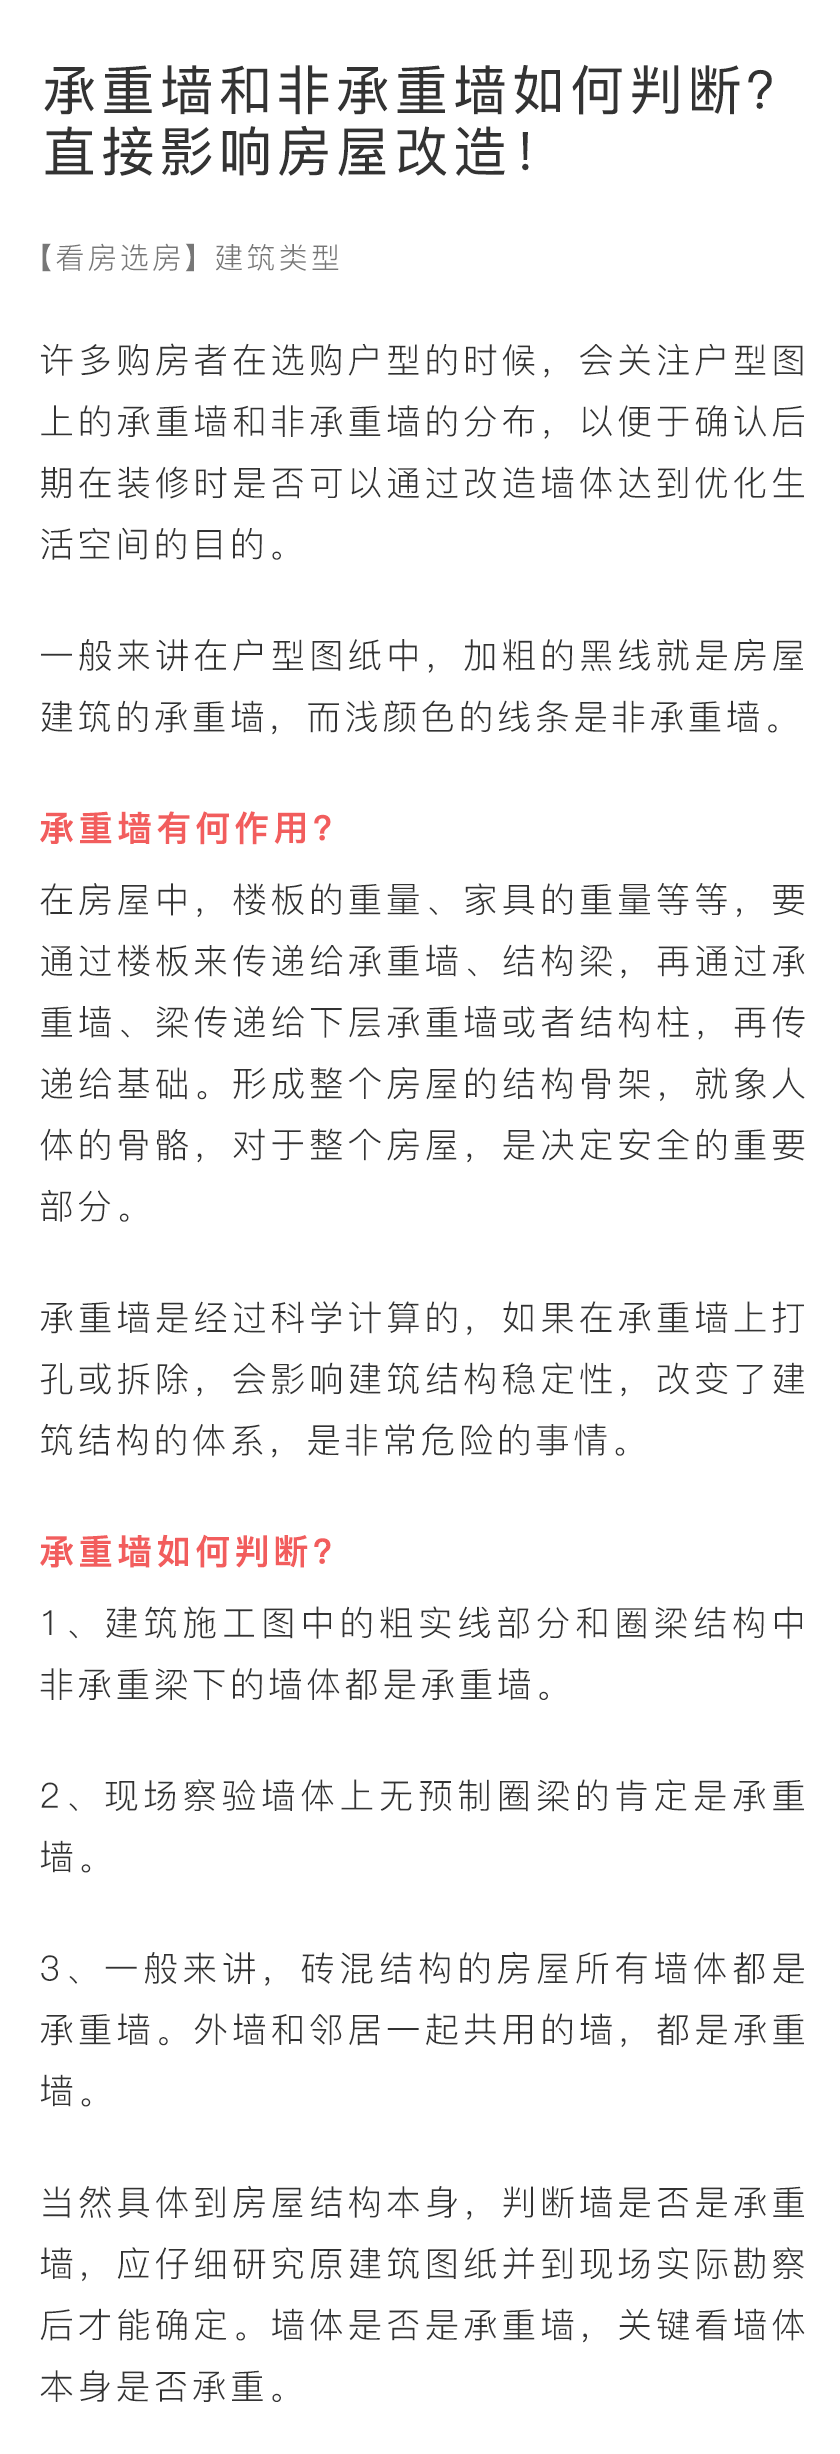 承重墙和非承重墙如何判断?
直接影响房屋改造!
【看房选房】建筑类型
许多购房者在选购户型的时候，会关注户型图
上的承重墙和非承重墙的分布，以便于确认后
期在装修时是否可以通过改造墙体达到优化生
活空间的目的。
一般来讲在户型图纸中，加粗的黑线就是房屋
建筑的承重墙，而浅颜色的线条是非承重墙。
承重墙有何作用?
在房屋中，楼板的重量、家具的重量等等，要
通过楼板来传递给承重墙、结构梁，再通过承
重墙、梁传递给下层承重墙或者结构柱，再传
递给基础。形成整个房屋的结构骨架，就象人
体的骨骼，对于整个房屋，是决定安全的重要
部分。
承重墙是经过科学计算的，如果在承重墙上打
孔或拆除，会影响建筑结构稳定性，改变了建
筑结构的体系，是非常危险的事情。
承重墙如何判断?
1、建筑施工图中的粗实线部分和圈梁结构中
非承重梁下的墙体都是承重墙。
2、现场察验墙体上无预制圈梁的肯定是承重
墙。
3、一般来讲，砖混结构的房屋所有墙体都是
承重墙。外墙和邻居一起共用的墙，都是承重
墙。
当然具体到房屋结构本身，判断墙是否是承重
墙，应仔细研究原建筑图纸并到现场实际勘察
后才能确定。墙体是否是承重墙，关键看墙体
本身是否承重。